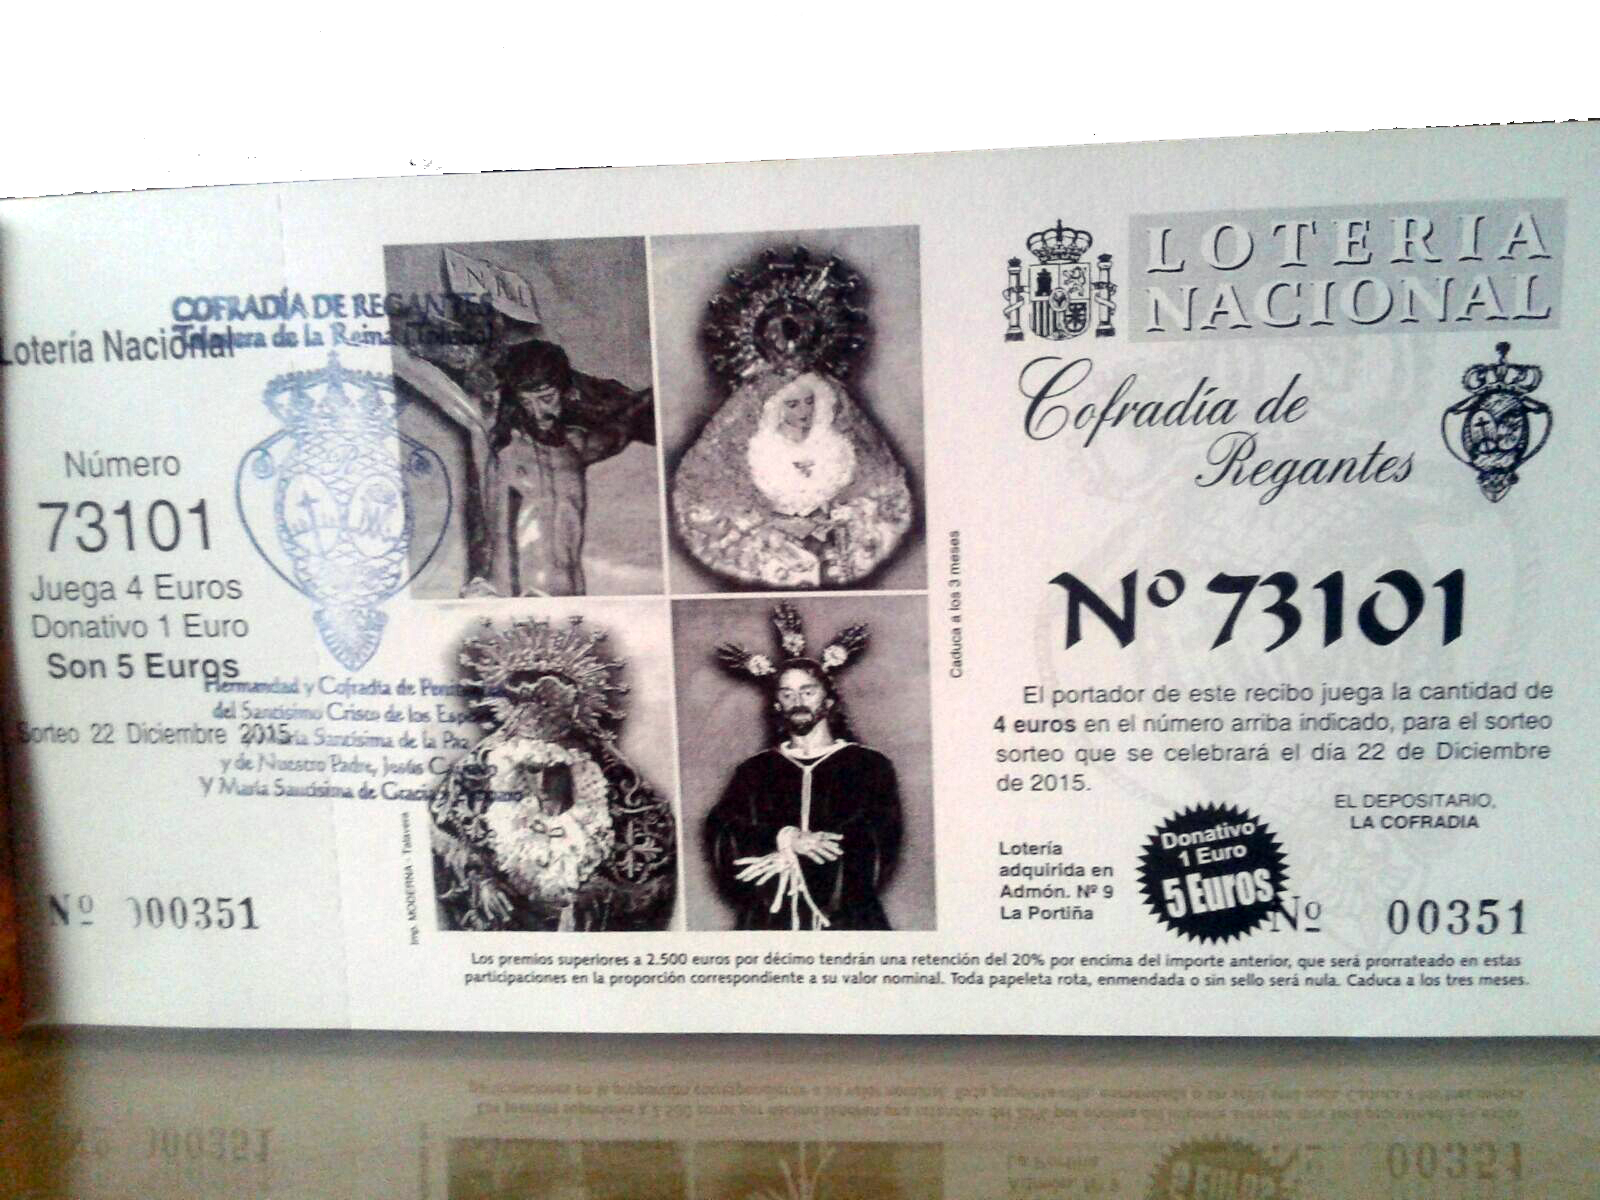 COFRADÍA DE REGANTES
Talavera de la Reina (Toledo)
Lotería Nacional
Número
73101
Juega 4 Euros
Donativo 1 Euro
Son 5 Euros
Hermandad y Cofradía de
del Santísimo Cristo de los
Sorteo 22 Diciembre 2015
María Santísima de la Paz
y de Nuestro Padre, Jesús
Y María Santísima de Gracia y
Nº 000351
INRI
Imp. MODERNA - Talavera
Caduca a los 3 meses
LOTERIA
NACIONAL
Cofradía de
Regantes
Nº 73101
El portador de este recibo juega la cantidad de
4 euros en el número arriba indicado, para el sorteo
sorteo que se celebrará el día 22 de Diciembre
de 2015.
EL DEPOSITARIO,
LA COFRADIA
Lotería
adquirida en
Admón. Nº 9
La Portiña
Donativo
1 Euro
5 Euros
Nº 00351
Los premios superiores a 2.500 euros por décimo tendrán una retención del 20% por encima del importe anterior, que será prorrateado en estas
participaciones en la proporción correspondiente a su valor nominal. Toda papeleta rota, enmendada o sin sello será nula. Caduca a los tres meses.